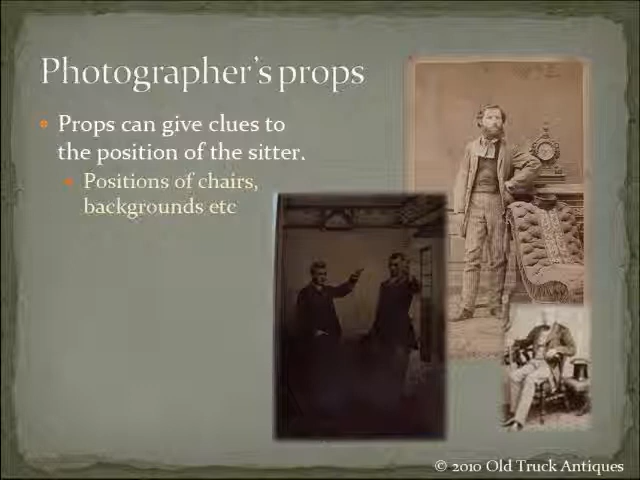 Photographer's props
Props can give clues to
the position of the sitter.
Positions of chairs,
backgrounds etc
© 2010 Old Truck Antiques